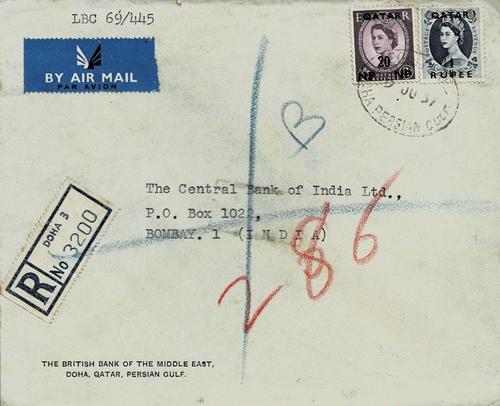 LBC 69/445
BY AIR MAIL
PAR AVION
QATAR
20
NP NP
QATAR
1
RUPEE
PERSIAN GULF.
The Central Bank of India Ltd.,
P.O. Box 1022,
BOMBAY. 1 (I N D I A)
R
DOHA 3
No 3200
286
THE BRITISH BANK OF THE MIDDLE EAST,
DOHA, QATAR, PERSIAN GULF.